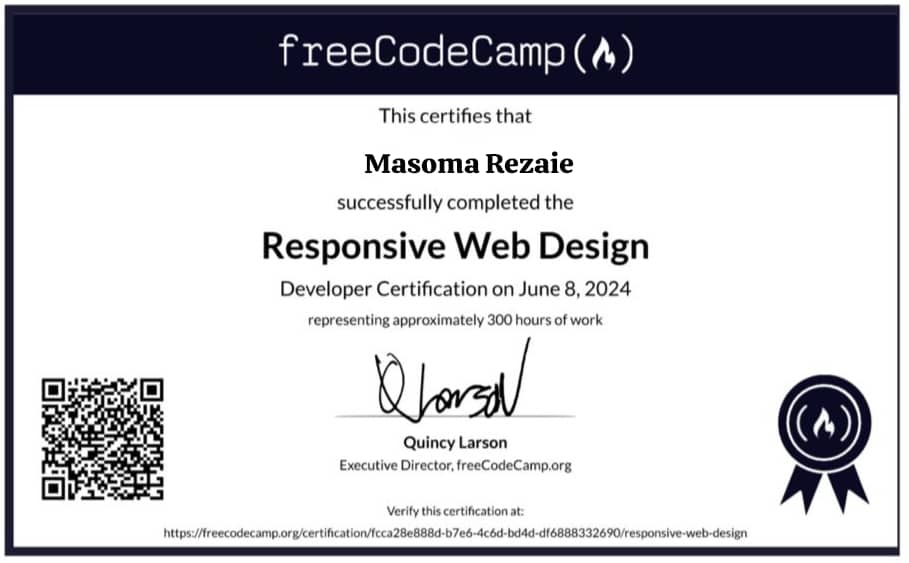 freeCodeCamp
This certifies that
Masoma Rezaie
successfully completed the
Responsive Web Design
Developer Certification on June 8, 2024
representing approximately 300 hours of work
Q Larson
Quincy Larson
Executive Director, freeCodeCamp.org
Verify this certification at:
https://freecodecamp.org/certification/fcca28e888d-b7e6-4c6d-bd4d-df6888332690/responsive-web-design